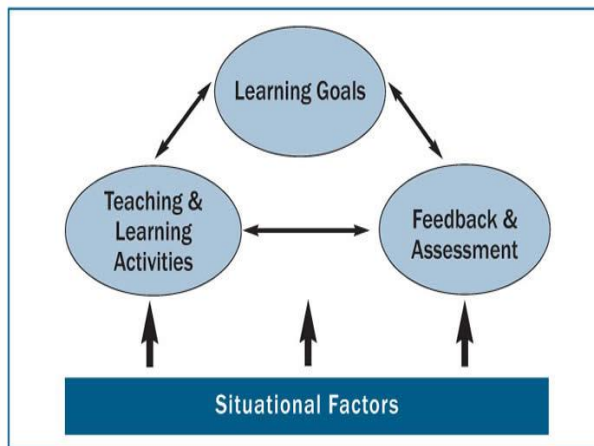 Learning Goals
Teaching &
Learning
Activities
Feedback &
Assessment
Situational Factors